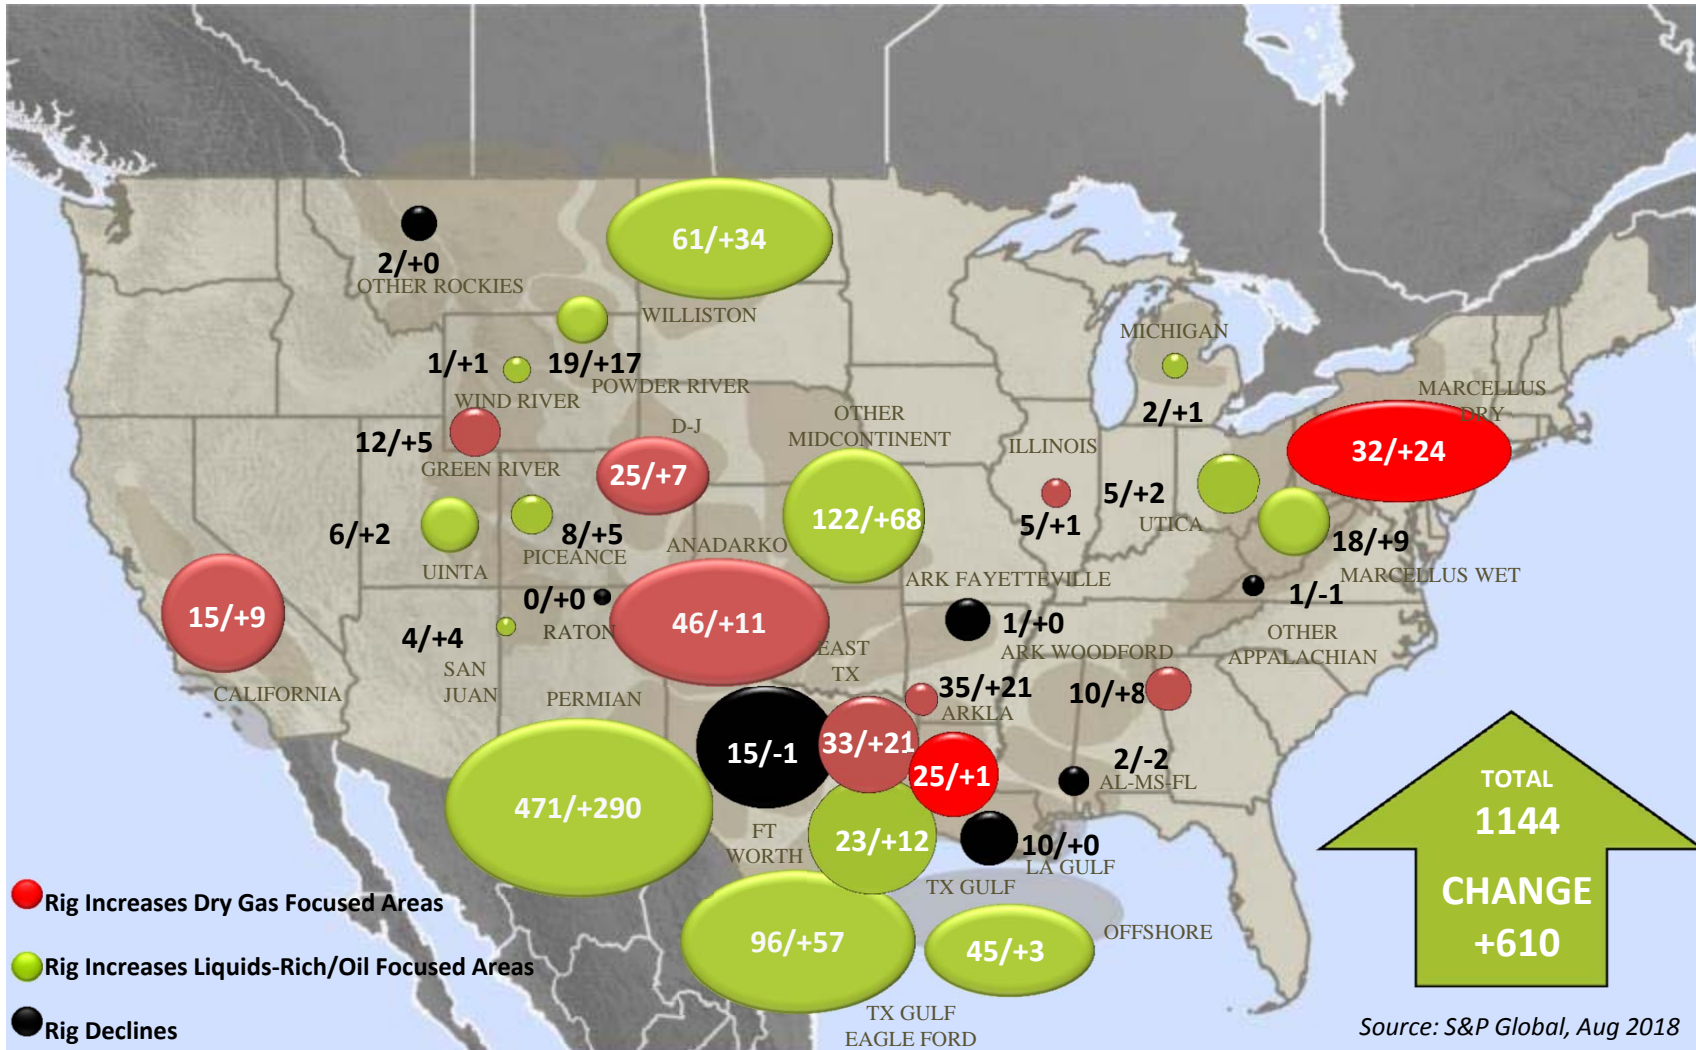 61/+34
2/+0
OTHER ROCKIES
WILLISTON
MICHIGAN
1/+1
19/+17
POWDER RIVER
WIND RIVER
2/+1
MARCELLUS
DRY
32/+24
12/+5
GREEN RIVER
D-J
25/+7
OTHER
MIDCONTINENT
122/+68
ILLINOIS
5/+1
5/+2
UTICA
18/+9
MARCELLUS WET
6/+2
UINTA
8/+5
PICEANCE
ANADARKO
46/+11
ARK FAYETTEVILLE
1/+0
ARK WOODFORD
1/-1
OTHER
APPALACHIAN
15/+9
CALIFORNIA
0/+0
RATON
4/+4
SAN
JUAN
EAST
TX
33/+21
35/+21
ARKLA
10/+8
PERMIAN
471/+290
15/-1
FT
WORTH
25/+1
2/-2
AL-MS-FL
23/+12
TX GULF
10/+0
LA GULF
96/+57
TX GULF
EAGLE FORD
45/+3
OFFSHORE
TOTAL
1144
CHANGE
+610
Rig Increases Dry Gas Focused Areas
Rig Increases Liquids-Rich/Oil Focused Areas
Rig Declines
Source: S&P Global, Aug 2018